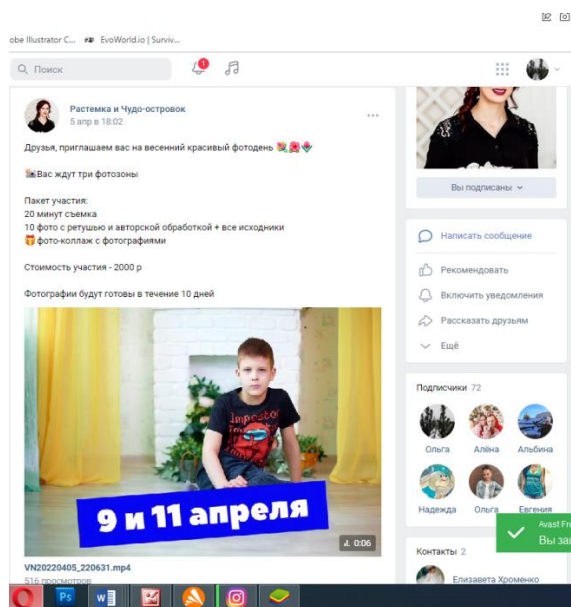 obe Illustrator C...
EvoWorld.io | Surviv...
Поиск
1
Растемка и Чудо-островок
5 апр в 18:02
Друзья, приглашаем вас на весенний красивый фотодень
Вас ждут три фотозоны
Пакет участия:
20 минут съемка
10 фото с ретушью и авторской обработкой + все исходники
фото-коллаж с фотографиями
Стоимость участия - 2000 р
Фотографии будут готовы в течение 10 дней
Impostor
9 и 11 апреля
0:06
VN20220405_220631.mp4
516 просмотров
Вы подписаны
Написать сообщение
Рекомендовать
Включить уведомления
Рассказать друзьям
Ещё
Подписчики 72
Ольга Алёна Альбина
Надежда Ольга Евгения
Avast Fr
Вы за
Контакты 2
Елизавета Хроменко
Ps
W